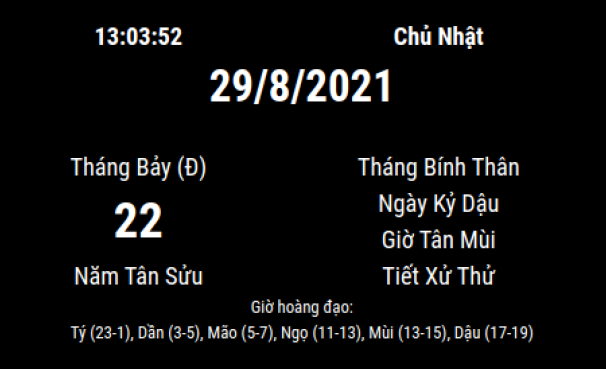 13:03:52 Chủ Nhật
29/8/2021
Tháng Bảy (Đ)
22
Năm Tân Sửu
Tháng Bính Thân
Ngày Kỷ Dậu
Giờ Tân Mùi
Tiết Xử Thử
Giờ hoàng đạo:
Tý (23-1), Dần (3-5), Mão (5-7), Ngọ (11-13), Mùi (13-15), Dậu (17-19)